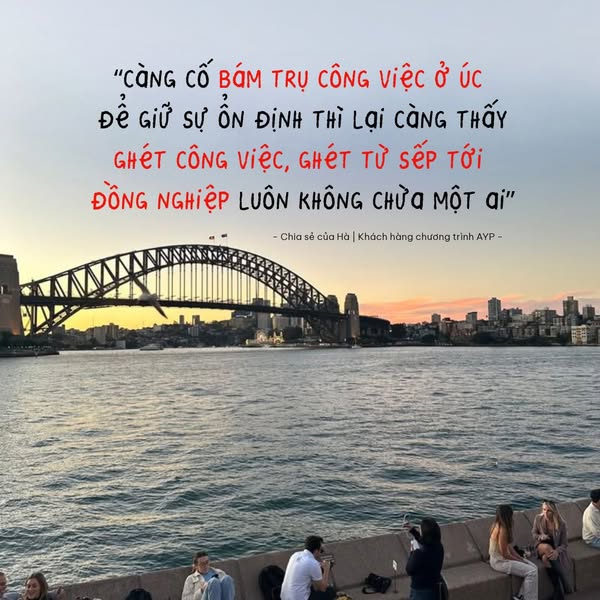 “CÀNG CỐ BÁM TRỤ CÔNG VIỆC Ở ÚC
ĐỂ GIỮ SỰ ỔN ĐỊNH THÌ LẠI CÀNG THẤY
GHÉT CÔNG VIỆC, GHÉT TỪ SẾP TỚI
ĐỒNG NGHIỆP LUÔN KHÔNG CHỪA MỘT AI”
- Chia sẻ của Hà | Khách hàng chương trình AYP -